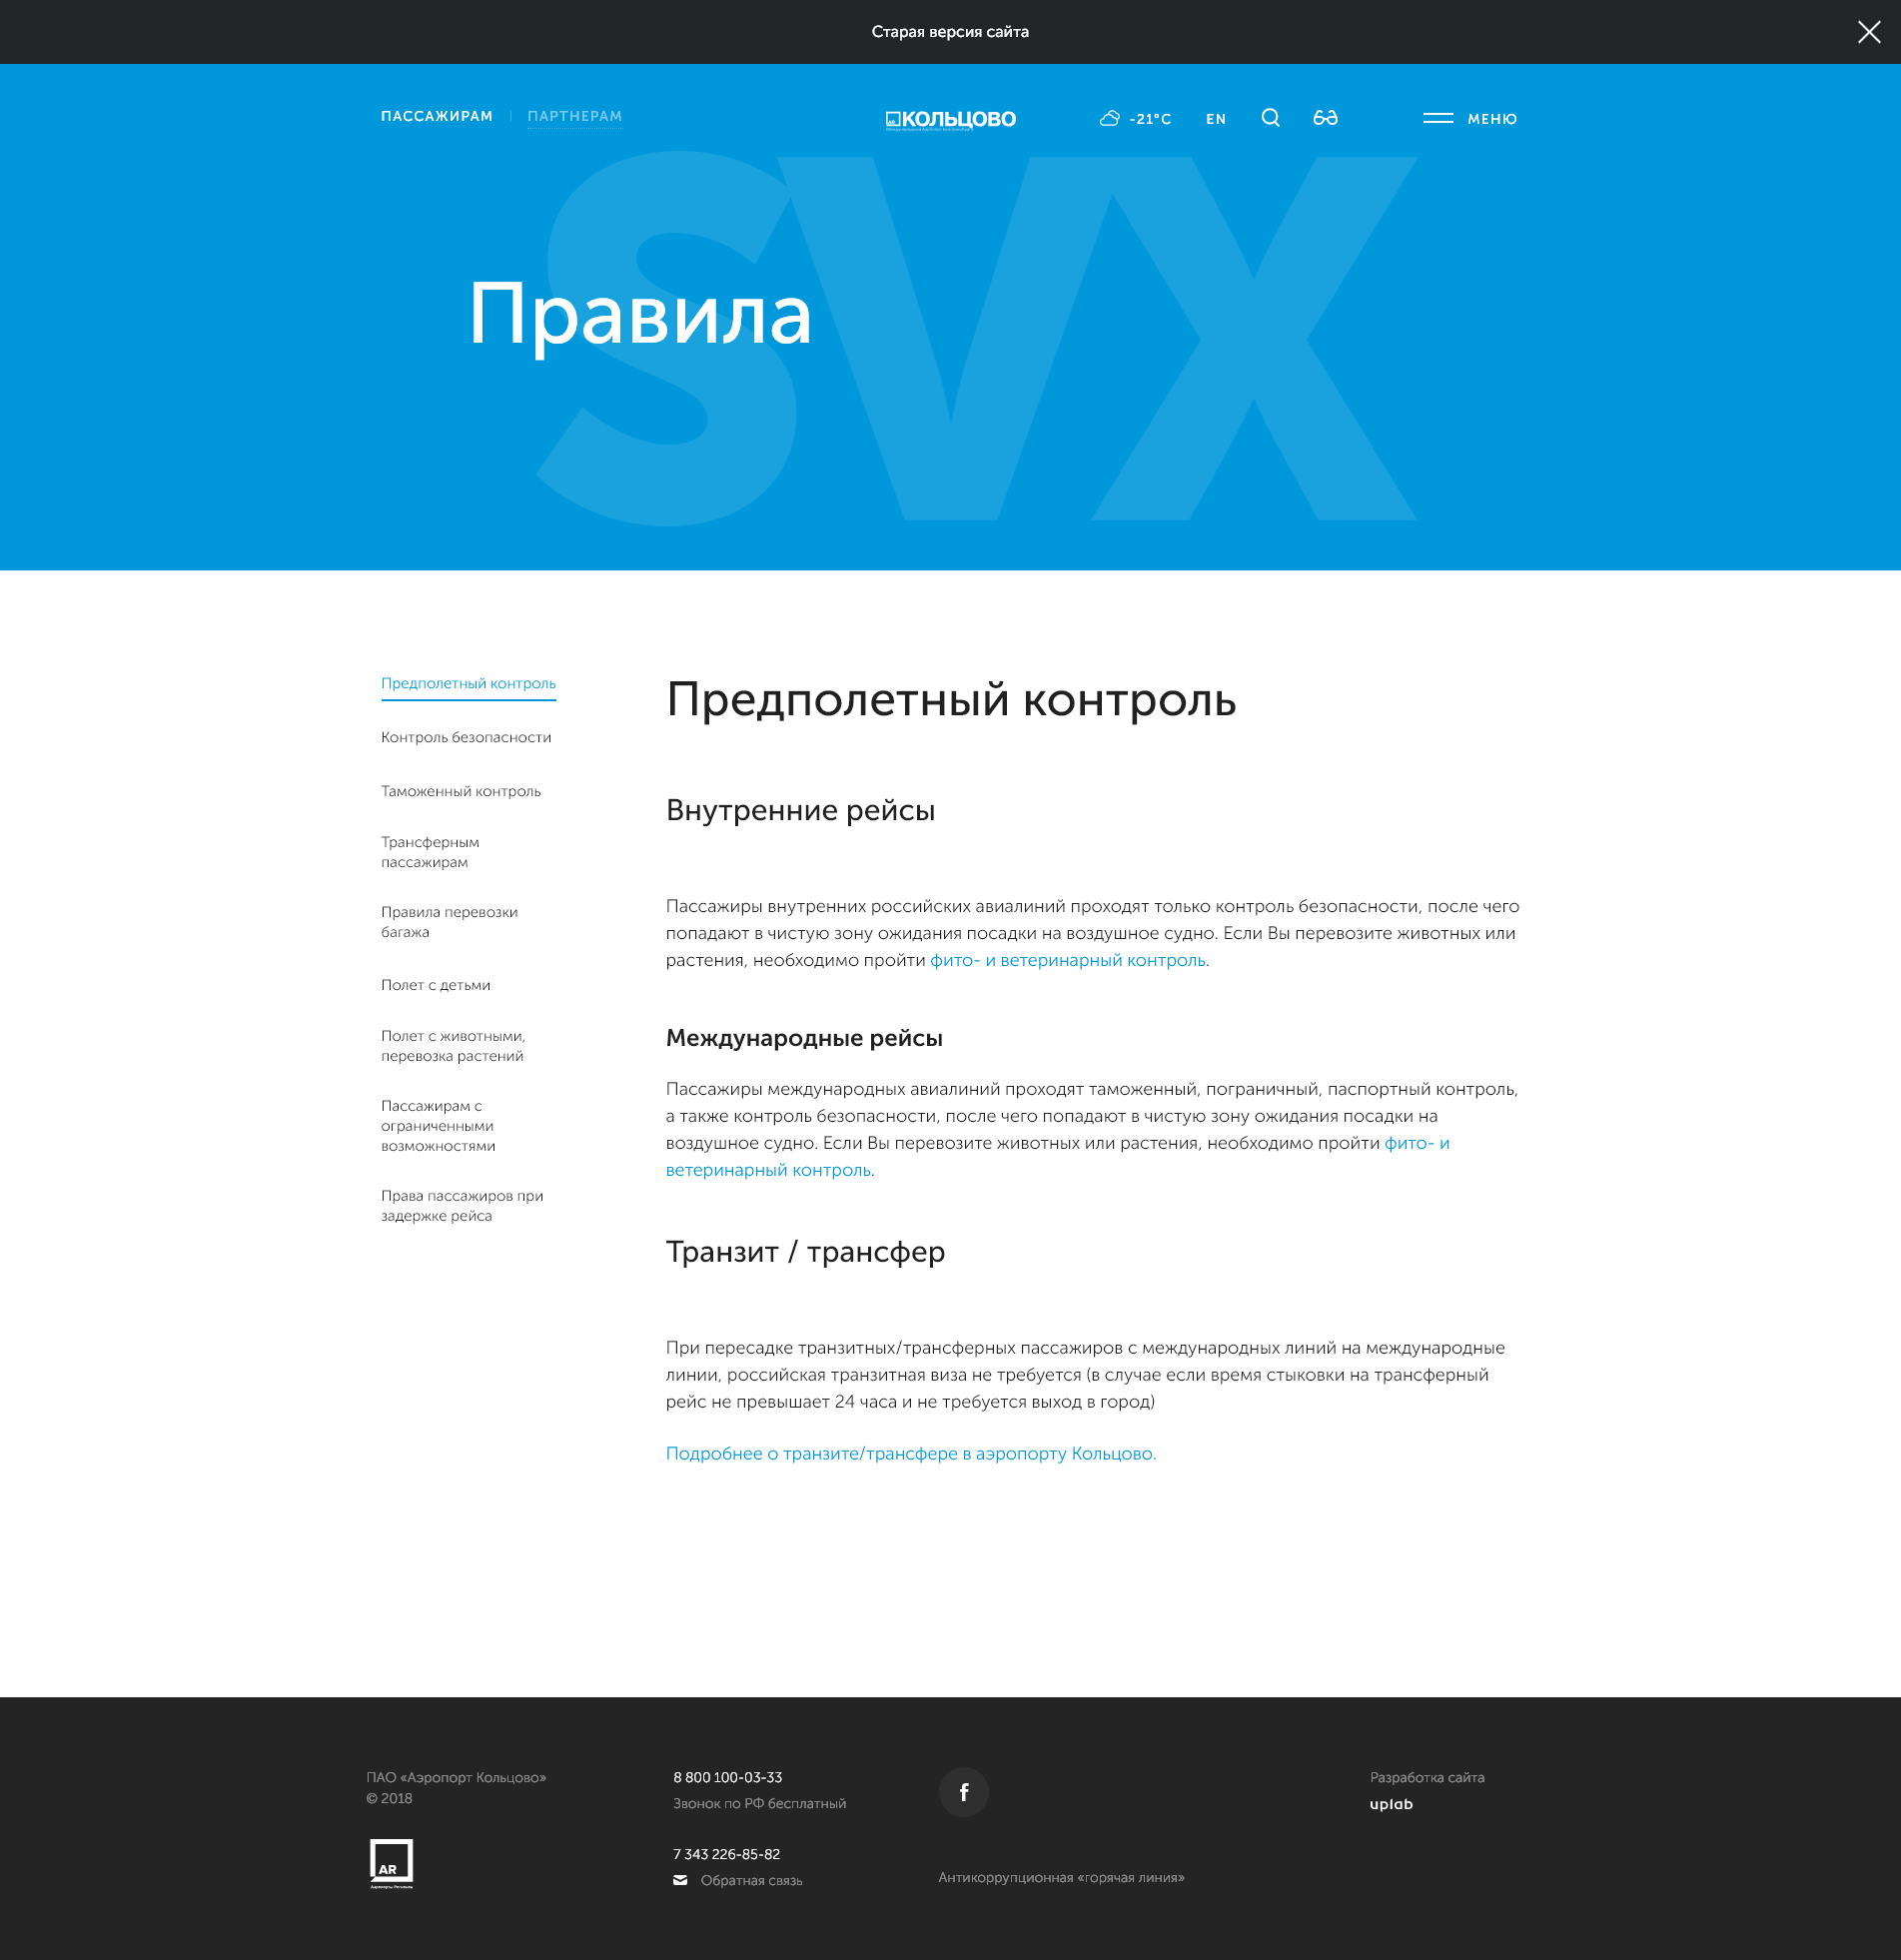 Старая версия сайта
ПАССАЖИРАМ
ПАРТНЕРАМ
КОЛЬЦОВО
-21°C
EN
МЕНЮ
SVX
Правила
Предполетный контроль
Контроль безопасности
Таможенный контроль
Трансферным
пассажирам
Правила перевозки
багажа
Полет с детьми
Полет с животными,
перевозка растений
Пассажирам с
ограниченными
возможностями
Права пассажиров при
задержке рейса
Предполетный контроль
Внутренние рейсы
Пассажиры внутренних российских авиалиний проходят только контроль безопасности, после чего
попадают в чистую зону ожидания посадки на воздушное судно. Если Вы перевозите животных или
растения, необходимо пройти фито- и ветеринарный контроль.
Международные рейсы
Пассажиры международных авиалиний проходят таможенный, пограничный, паспортный контроль,
а также контроль безопасности, после чего попадают в чистую зону ожидания посадки на
воздушное судно. Если Вы перевозите животных или растения, необходимо пройти фито- и
ветеринарный контроль.
Транзит / трансфер
При пересадке транзитных/трансферных пассажиров с международных линий на международные
линии, российская транзитная виза не требуется (в случае если время стыковки на трансферный
рейс не превышает 24 часа и не требуется выход в город)
Подробнее о транзите/трансфере в аэропорту Кольцово.
ПАО «Аэропорт Кольцово»
© 2018
AR
8 800 100-03-33
Звонок по РФ бесплатный
7 343 226-85-82
Обратная связь
f
Антикоррупционная «горячая линия»
Разработка сайта
uplab